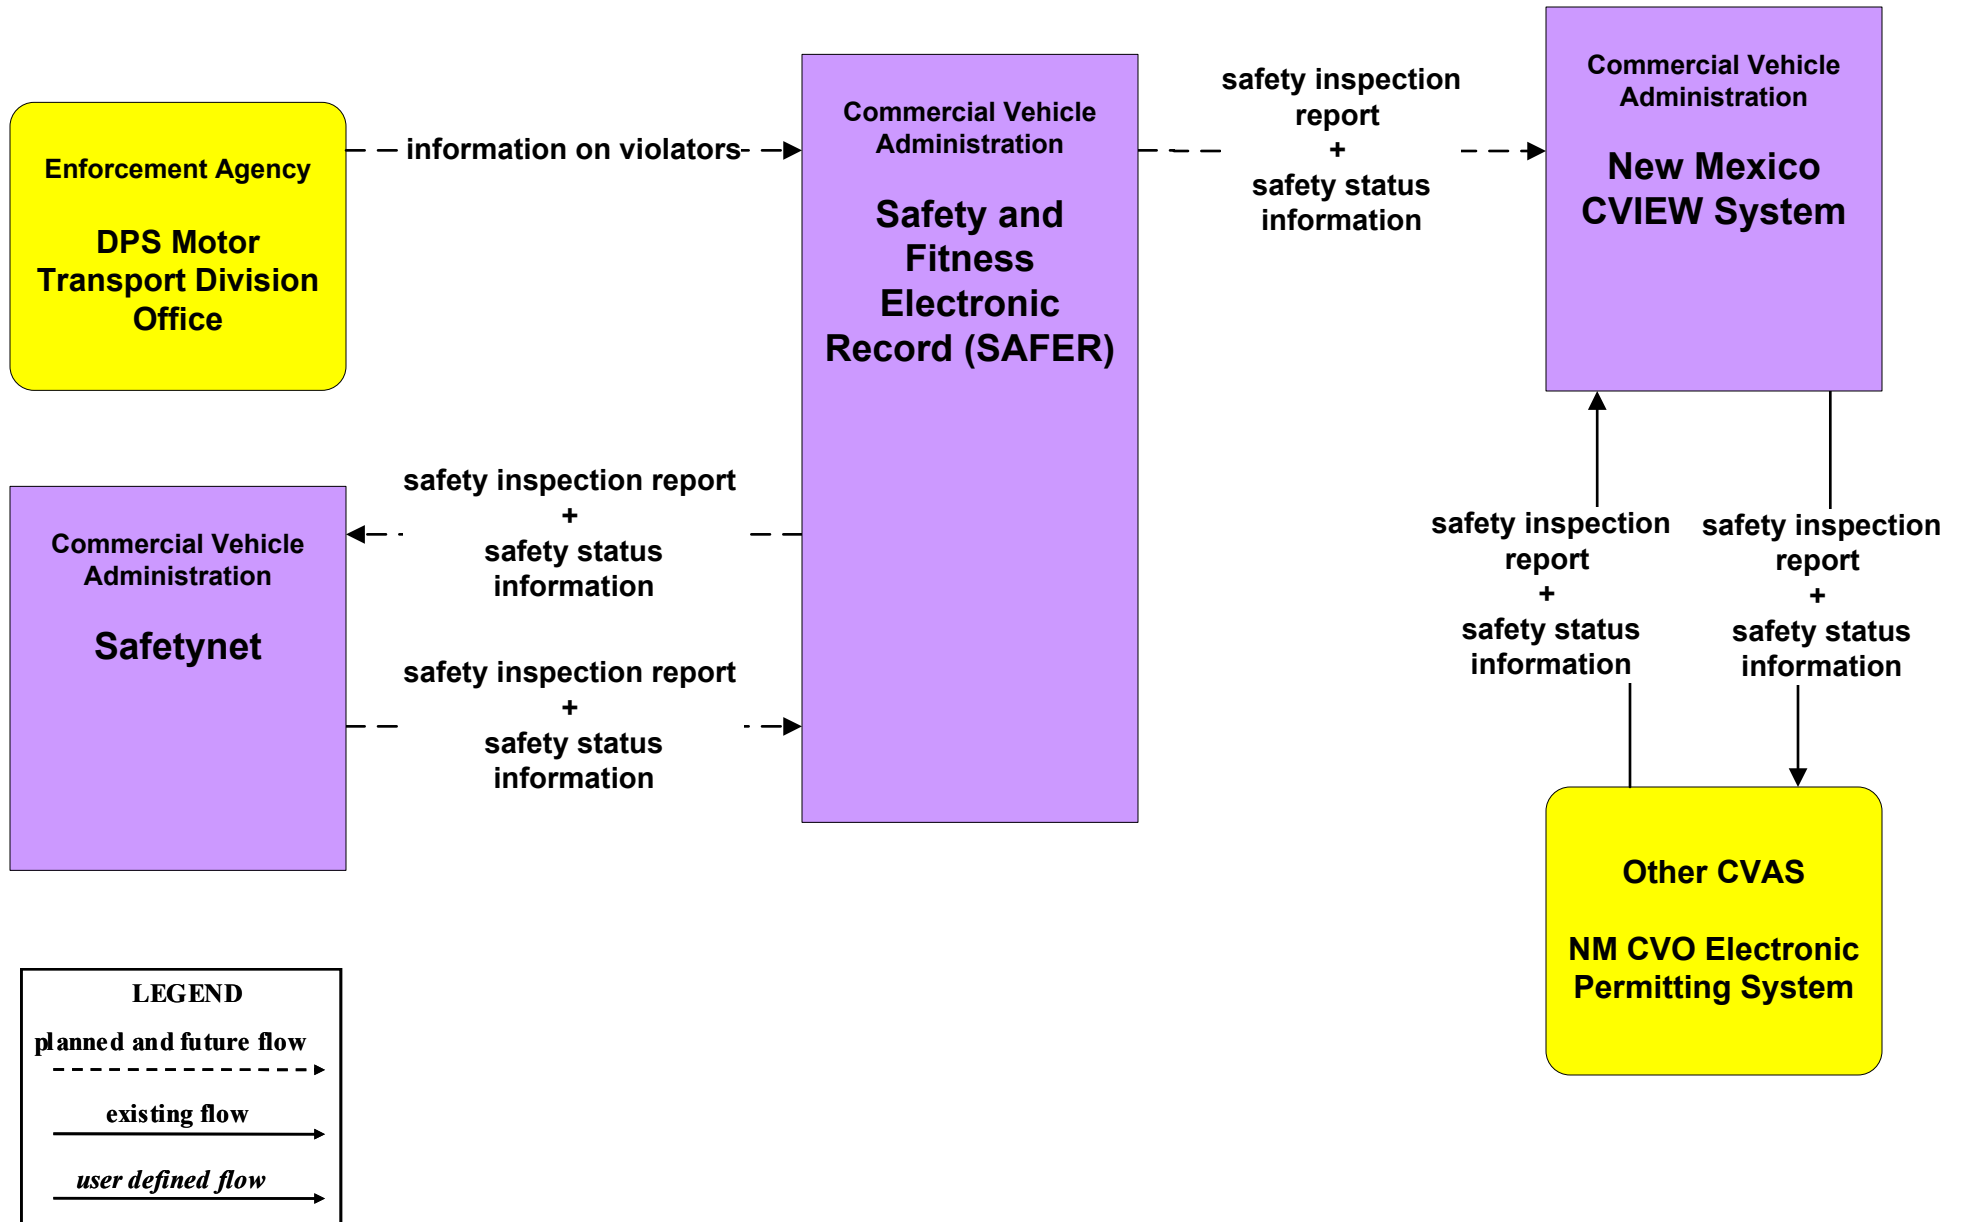 Enforcement Agency
DPS Motor
Transport Division
Office
information on violators
Commercial Vehicle
Administration
Safety and
Fitness
Electronic
Record (SAFER)
safety inspection
report
+
safety status
information
Commercial Vehicle
Administration
New Mexico
CVIEW System
Commercial Vehicle
Administration
Safetynet
safety inspection report
+
safety status
information
safety inspection report
+
safety status
information
safety inspection
report
+
safety status
information
safety inspection
report
+
safety status
information
Other CVAS
NM CVO Electronic
Permitting System
LEGEND
planned and future flow
existing flow
user defined flow